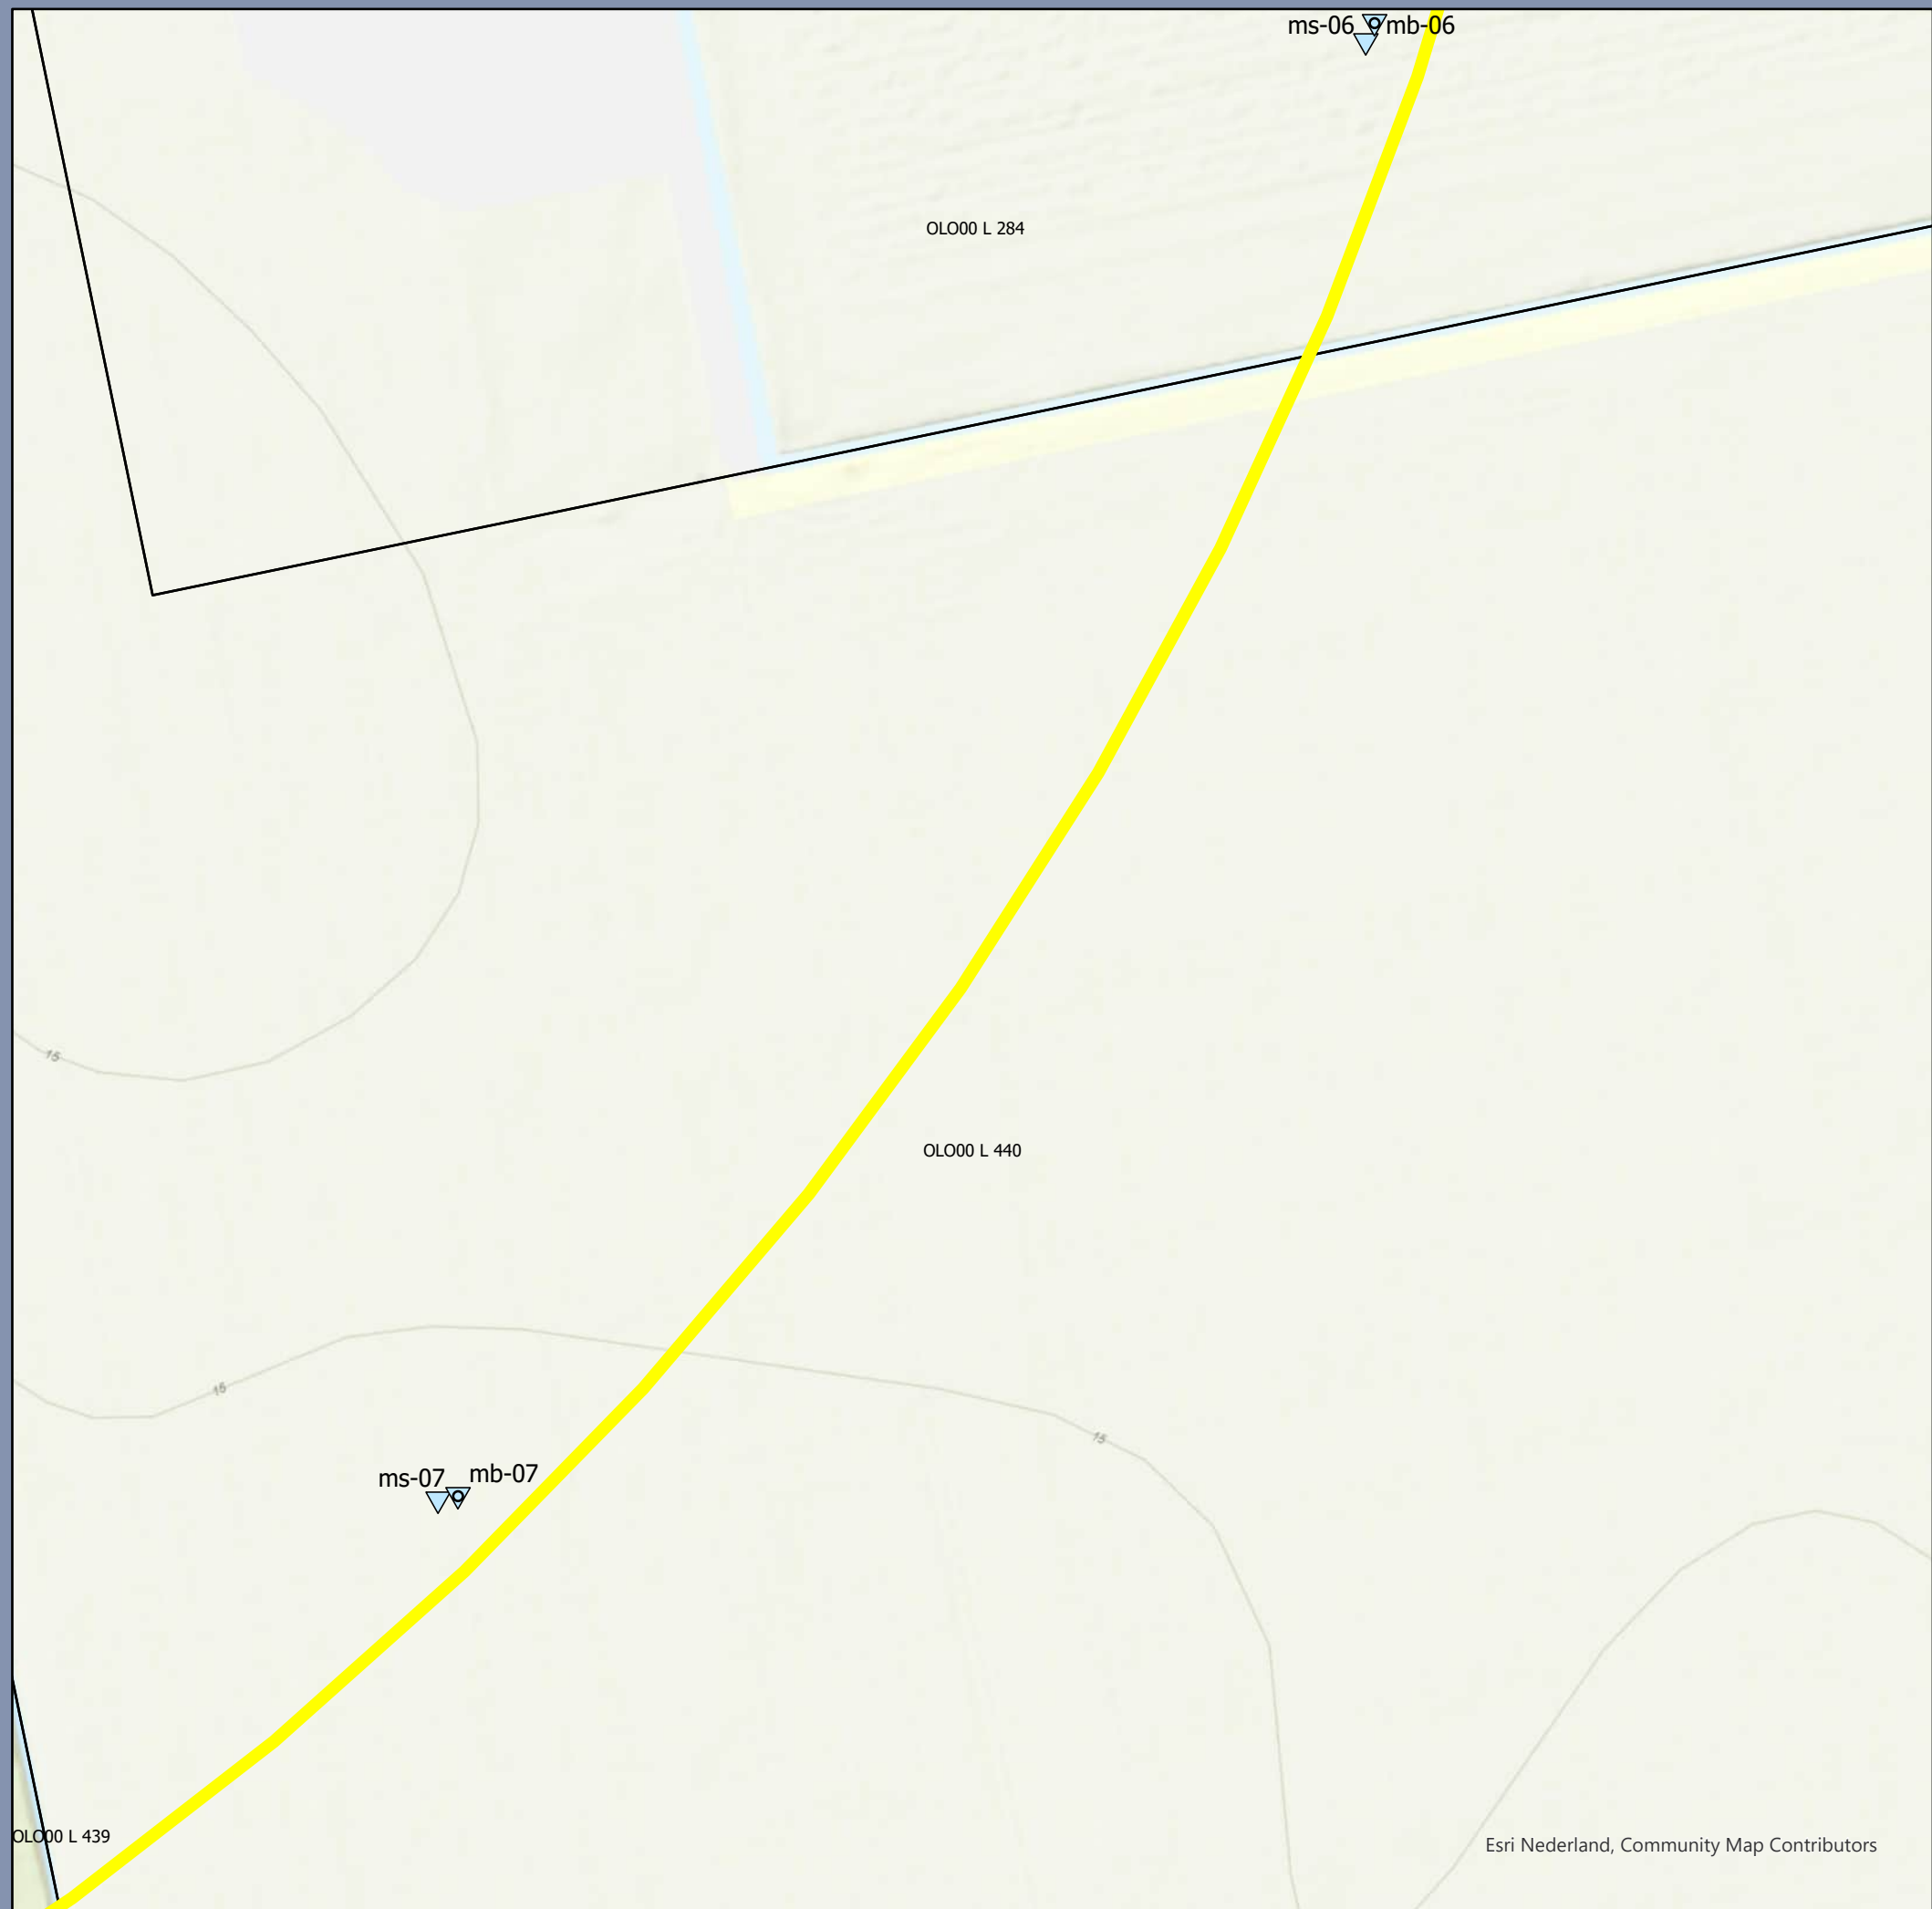 ms-06 mb-06
OLO00 L 284
15
OLO00 L 440
15
15
ms-07 mb-07
OLO00 L 439
Esri Nederland, Community Map Contributors